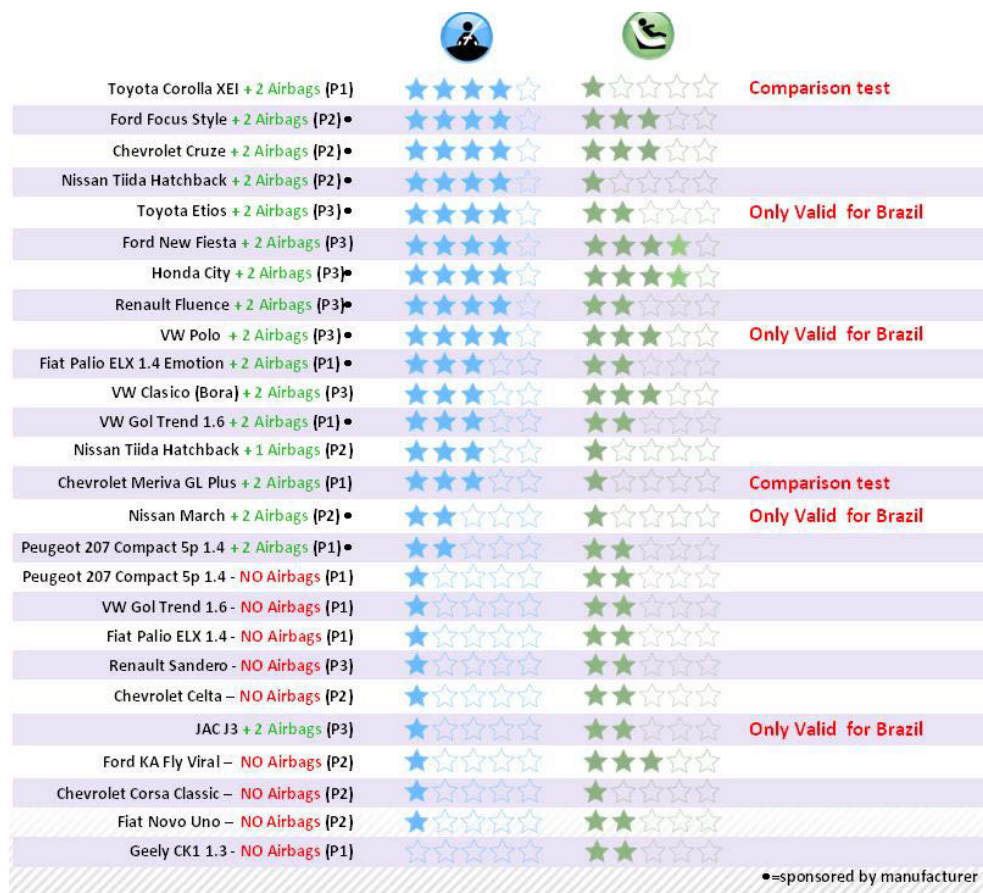 Toyota Corolla XEI + 2 Airbags (P1) Comparison test
Ford Focus Style + 2 Airbags (P2) •
Chevrolet Cruze + 2 Airbags (P2) •
Nissan Tiida Hatchback + 2 Airbags (P2) •
Toyota Etios + 2 Airbags (P3) • Only Valid for Brazil
Ford New Fiesta + 2 Airbags (P3)
Honda City + 2 Airbags (P3)•
Renault Fluence + 2 Airbags (P3)•
VW Polo + 2 Airbags (P3) • Only Valid for Brazil
Fiat Palio ELX 1.4 Emotion + 2 Airbags (P1) •
VW Clasico (Bora) + 2 Airbags (P3)
VW Gol Trend 1.6 + 2 Airbags (P1) •
Nissan Tiida Hatchback + 1 Airbags (P2)
Chevrolet Meriva GL Plus + 2 Airbags (P1) Comparison test
Nissan March + 2 Airbags (P2) • Only Valid for Brazil
Peugeot 207 Compact 5p 1.4 + 2 Airbags (P1) •
Peugeot 207 Compact 5p 1.4 - NO Airbags (P1)
VW Gol Trend 1.6 - NO Airbags (P1)
Fiat Palio ELX 1.4 - NO Airbags (P1)
Renault Sandero - NO Airbags (P3)
Chevrolet Celta – NO Airbags (P2)
JAC J3 + 2 Airbags (P3) Only Valid for Brazil
Ford KA Fly Viral – NO Airbags (P2)
Chevrolet Corsa Classic – NO Airbags (P2)
Fiat Novo Uno – NO Airbags (P2)
Geely CK1 1.3 - NO Airbags (P1)
•=sponsored by manufacturer